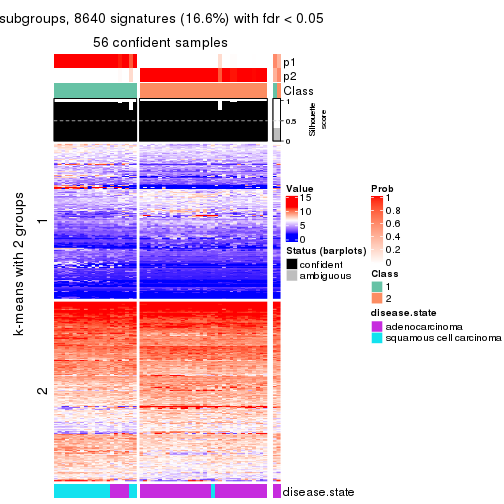 subgroups, 8640 signatures (16.6%) with fdr < 0.05
56 confident samples
p1
p2
Class
1
0.5
0
Silhouette
score
k-means with 2 groups
1
2
Value
15
10
5
0
Status (barplots)
confident
ambiguous
Prob
1
0.8
0.6
0.4
0.2
0
Class
1
2
disease.state
adenocarcinoma
squamous cell carcinoma
disease.state